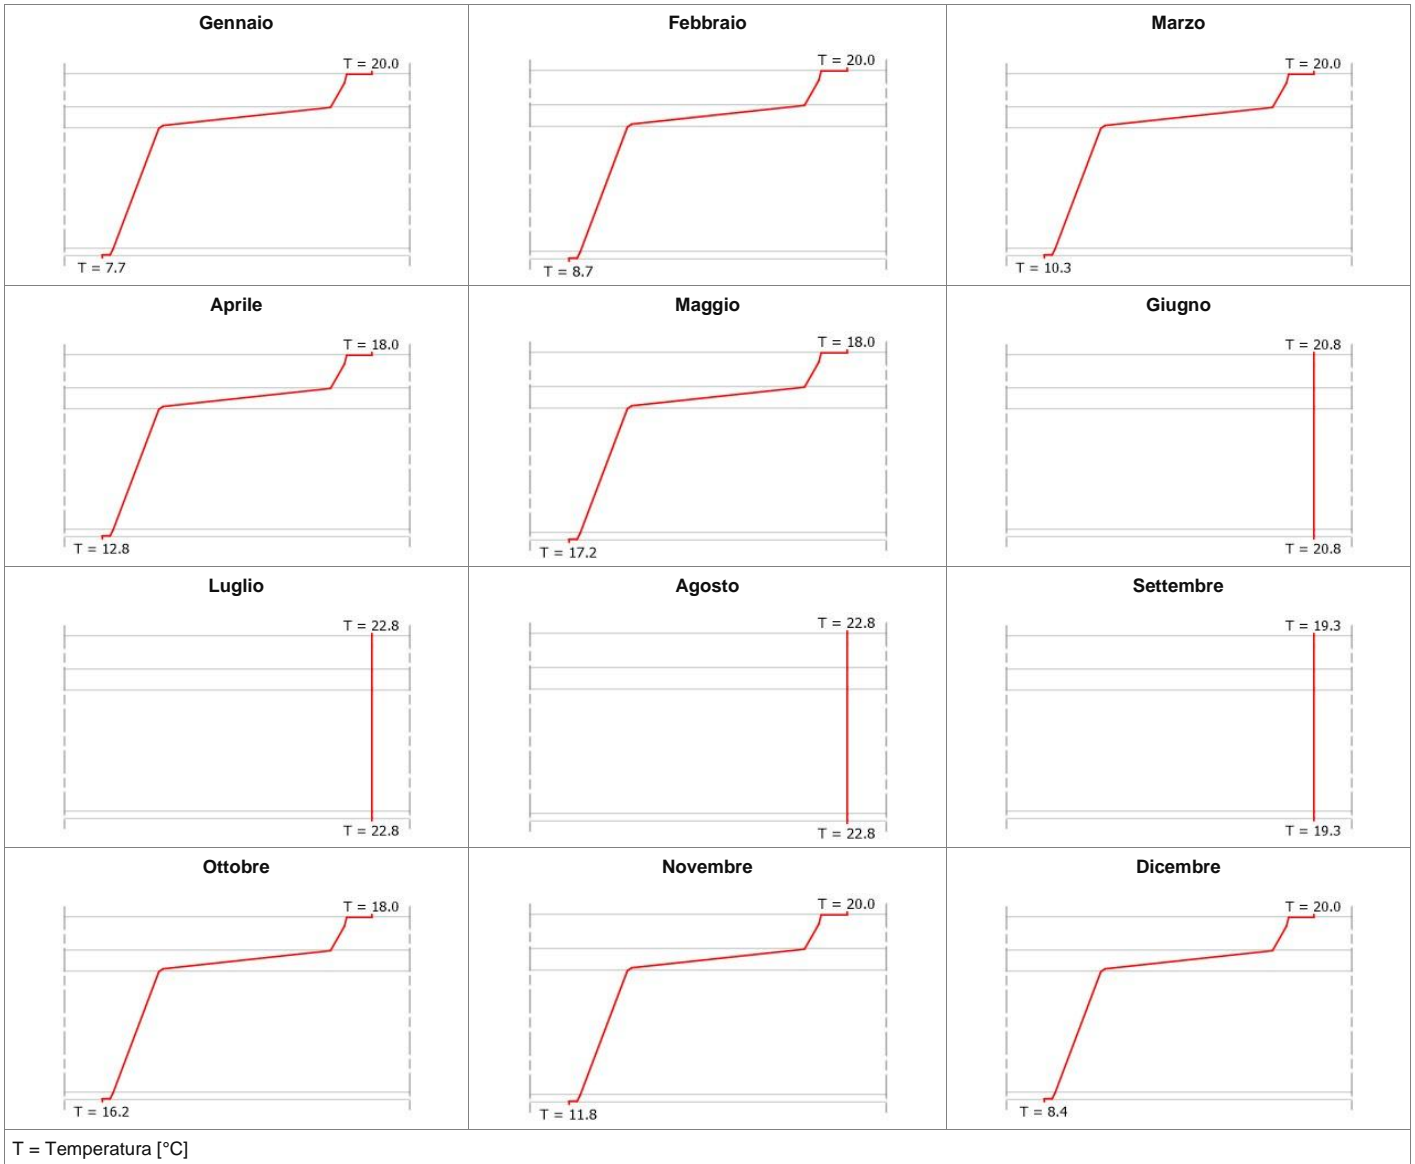 Gennaio
T = 20.0
T = 7.7
Febbraio
T = 20.0
T = 8.7
Marzo
T = 20.0
T = 10.3
Aprile
T = 18.0
T = 12.8
Maggio
T = 18.0
T = 17.2
Giugno
T = 20.8
T = 20.8
Luglio
T = 22.8
T = 22.8
Agosto
T = 22.8
T = 22.8
Settembre
T = 19.3
T = 19.3
Ottobre
T = 18.0
T = 16.2
Novembre
T = 20.0
T = 11.8
Dicembre
T = 20.0
T = 8.4
T = Temperatura [°C]